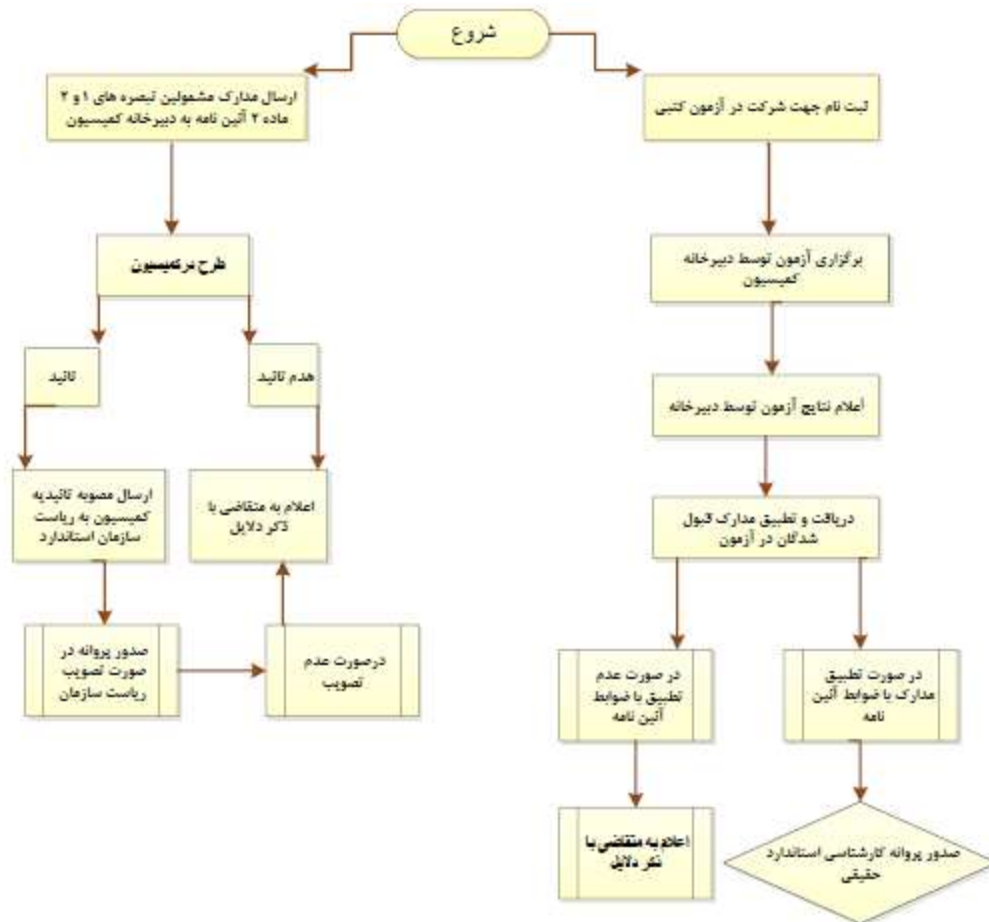 شروع
ثبت نام جهت شرکت در آزمون کتبی
ارسال مدارک مشمولین تبصره های ۱ و ۲
ماده ۲ آئین نامه به دبیرخانه کمیسیون
برگزاری آزمون توسط دبیرخانه
کمیسیون
طرح درکمیسیون
اعلام نتایج آزمون توسط دبیرخانه
هدم تائید
تائید
دریافت و تطبیق مدارک قبول
شدگان در آزمون
اعلام به متقاضی با
ذکر دلایل
ارسال مصوبه تائیدیه
کمیسیون به ریاست
سازمان استاندارد
در صورت تطبیق
مدارک با ضوابط آئین
نامه
در صورت عدم
تطبیق با ضوابط
آئین نامه
درصورت عدم
تصویب
صدور پروانه در
صورت تصویب
ریاست سازمان
صدور پروانه کارشناسی استاندارد
حقیقی
اعلام به متقاضی با
ذکر دلایل